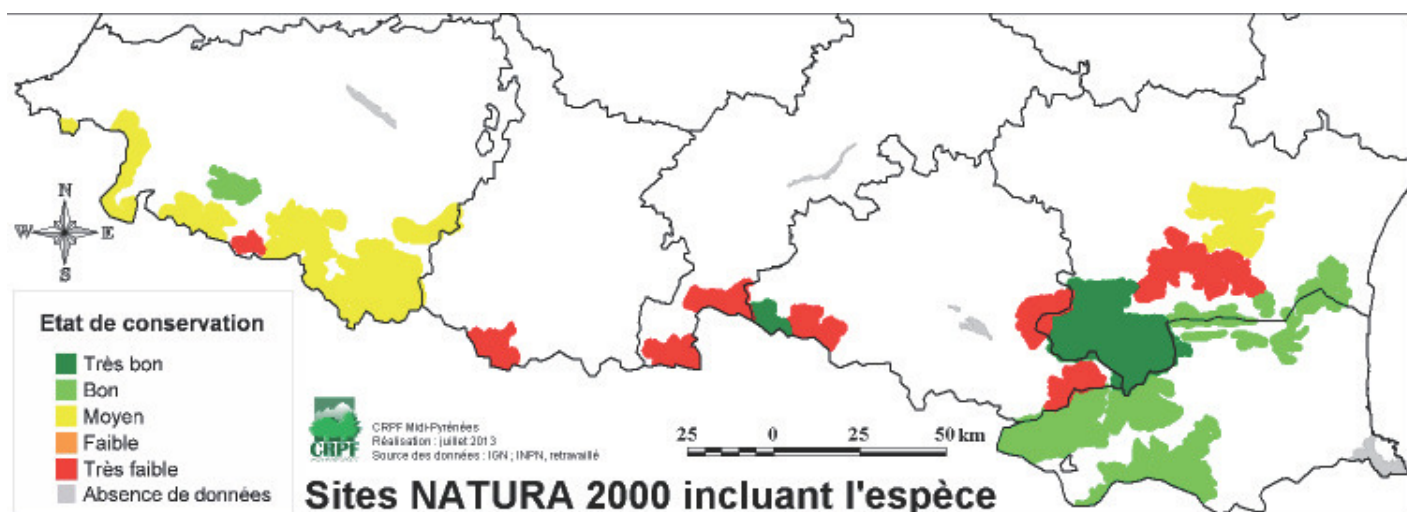 N
W E
S
Etat de conservation
Très bon
Bon
Moyen
Faible
Très faible
Absence de données
CRPF
CRPF Midi-Pyrénées
Réalisation : juillet 2013
Source des données : IGN ; INPN, retravaillé
25 0 25 50 km
Sites NATURA 2000 incluant l'espèce